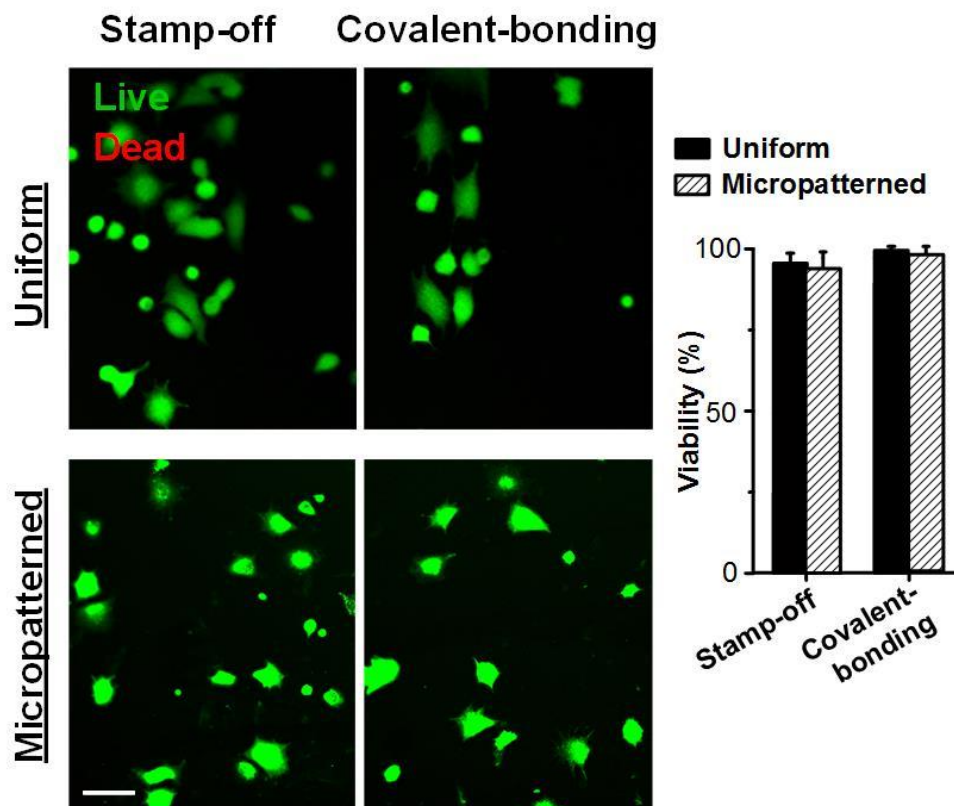 Stamp-off
Covalent-bonding
Live
Dead
Uniform
Micropatterned
Uniform
Micropatterned
Viability (%)
100
50
0
Stamp-off
Covalent-
bonding